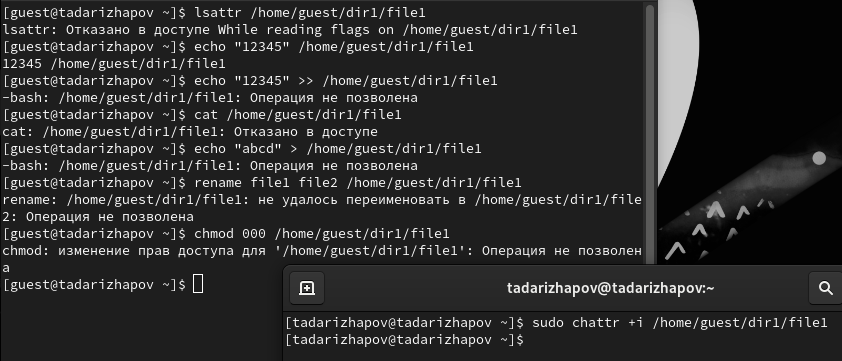 [guest@tadarizhapov ~]$ lsattr /home/guest/dir1/file1
lsattr: Отказано в доступе While reading flags on /home/guest/dir1/file1
[guest@tadarizhapov ~]$ echo "12345" /home/guest/dir1/file1
12345 /home/guest/dir1/file1
[guest@tadarizhapov ~]$ echo "12345" >> /home/guest/dir1/file1
-bash: /home/guest/dir1/file1: Операция не позволена
[guest@tadarizhapov ~]$ cat /home/guest/dir1/file1
cat: /home/guest/dir1/file1: Отказано в доступе
[guest@tadarizhapov ~]$ echo "abcd" > /home/guest/dir1/file1
-bash: /home/guest/dir1/file1: Операция не позволена
[guest@tadarizhapov ~]$ rename file1 file2 /home/guest/dir1/file1
rename: /home/guest/dir1/file1: не удалось переименовать в /home/guest/dir1/file
2: Операция не позволена
[guest@tadarizhapov ~]$ chmod 000 /home/guest/dir1/file1
chmod: изменение прав доступа для '/home/guest/dir1/file1': Операция не позволен
а
[guest@tadarizhapov ~]$
tadarizhapov@tadarizhapov:~
[tadarizhapov@tadarizhapov ~]$ sudo chattr +i /home/guest/dir1/file1
[tadarizhapov@tadarizhapov ~]$